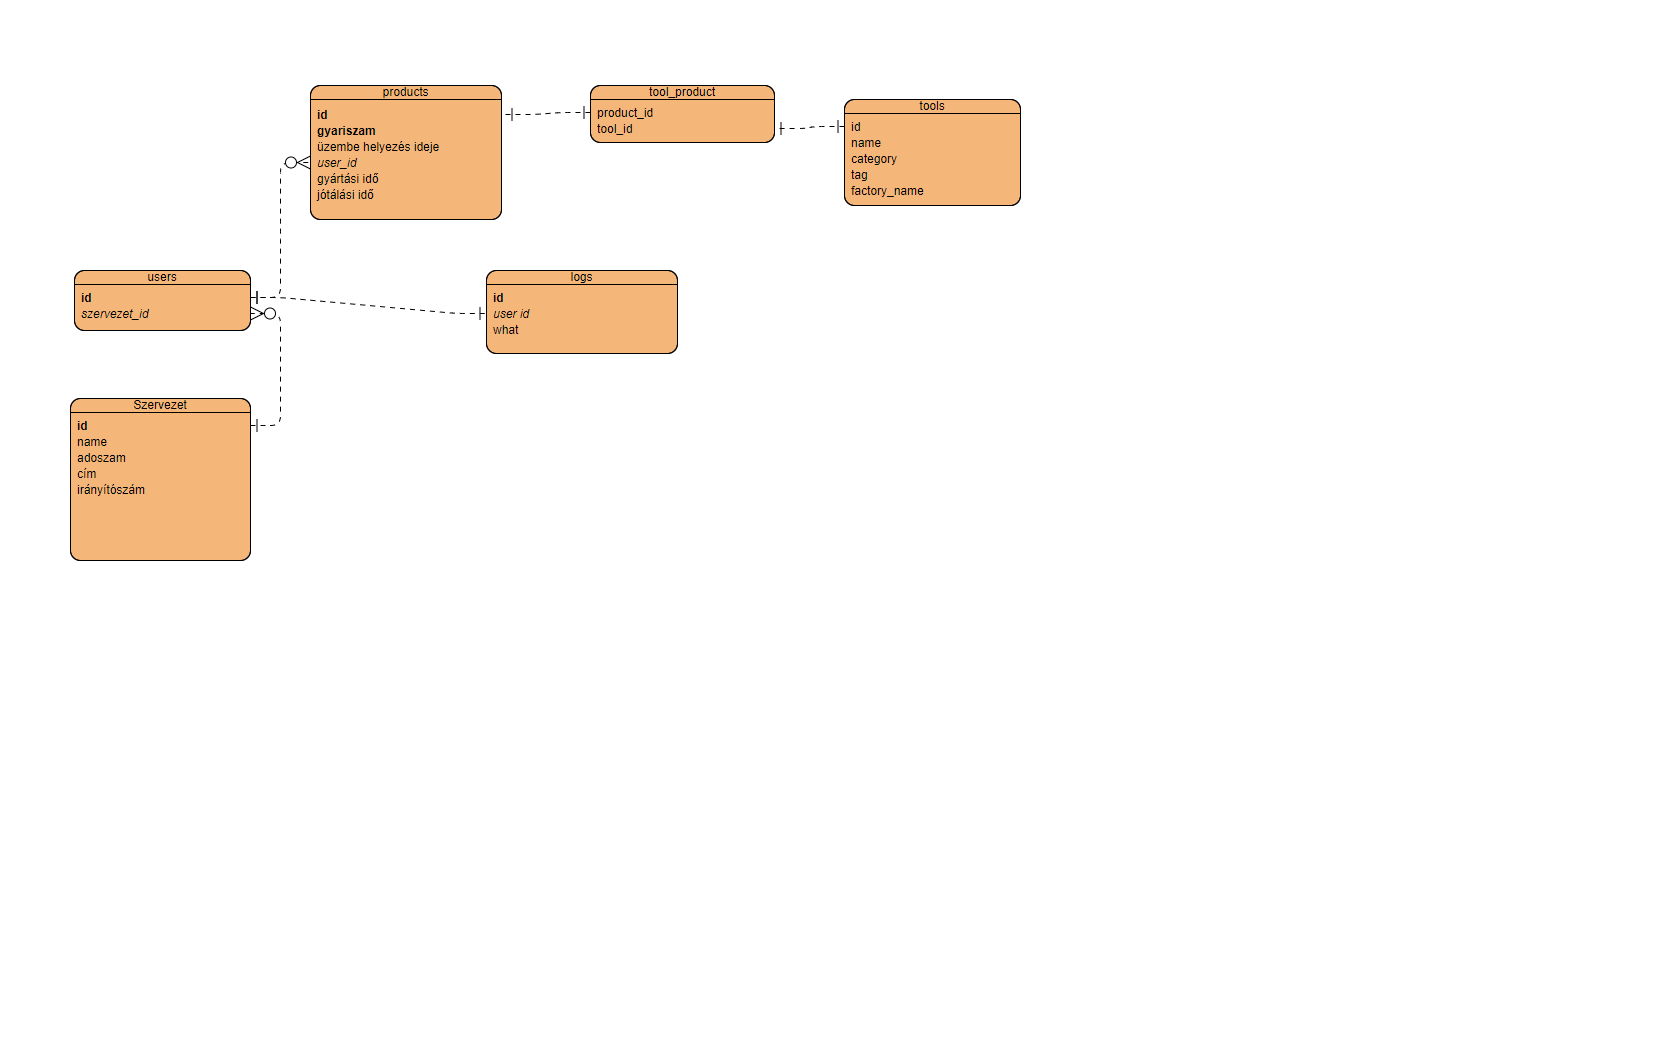 products
id
gyariszam
üzembe helyezés ideje
user_id
gyártási idő
jótálási idő
tool_product
product_id
tool_id
tools
id
name
category
tag
factory_name
users
id
szervezet_id
logs
id
user id
what
Szervezet
id
name
adoszam
cím
irányítószám